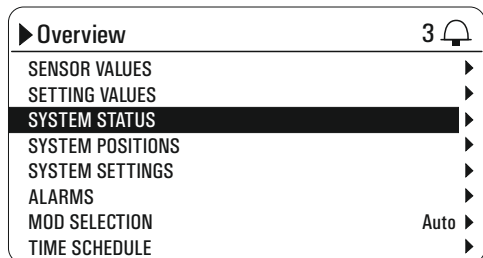 Overview 3
SENSOR VALUES
SETTING VALUES
SYSTEM STATUS
SYSTEM POSITIONS
SYSTEM SETTINGS
ALARMS
MOD SELECTION Auto
TIME SCHEDULE